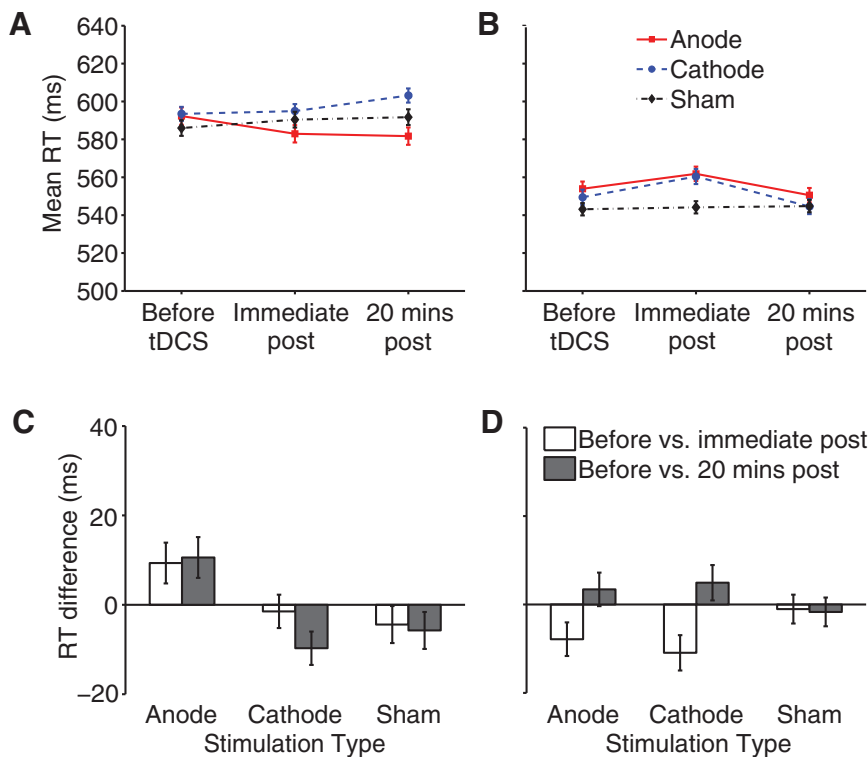 A
B
640
620
600
580
560
540
520
500
Mean RT (ms)
Anode
Cathode
Sham
Before tDCS
Immediate post
20 mins post
Before tDCS
Immediate post
20 mins post
C
D
40
20
0
−20
RT difference (ms)
Before vs. immediate post
Before vs. 20 mins post
Anode
Cathode
Sham
Stimulation Type
Anode
Cathode
Sham
Stimulation Type